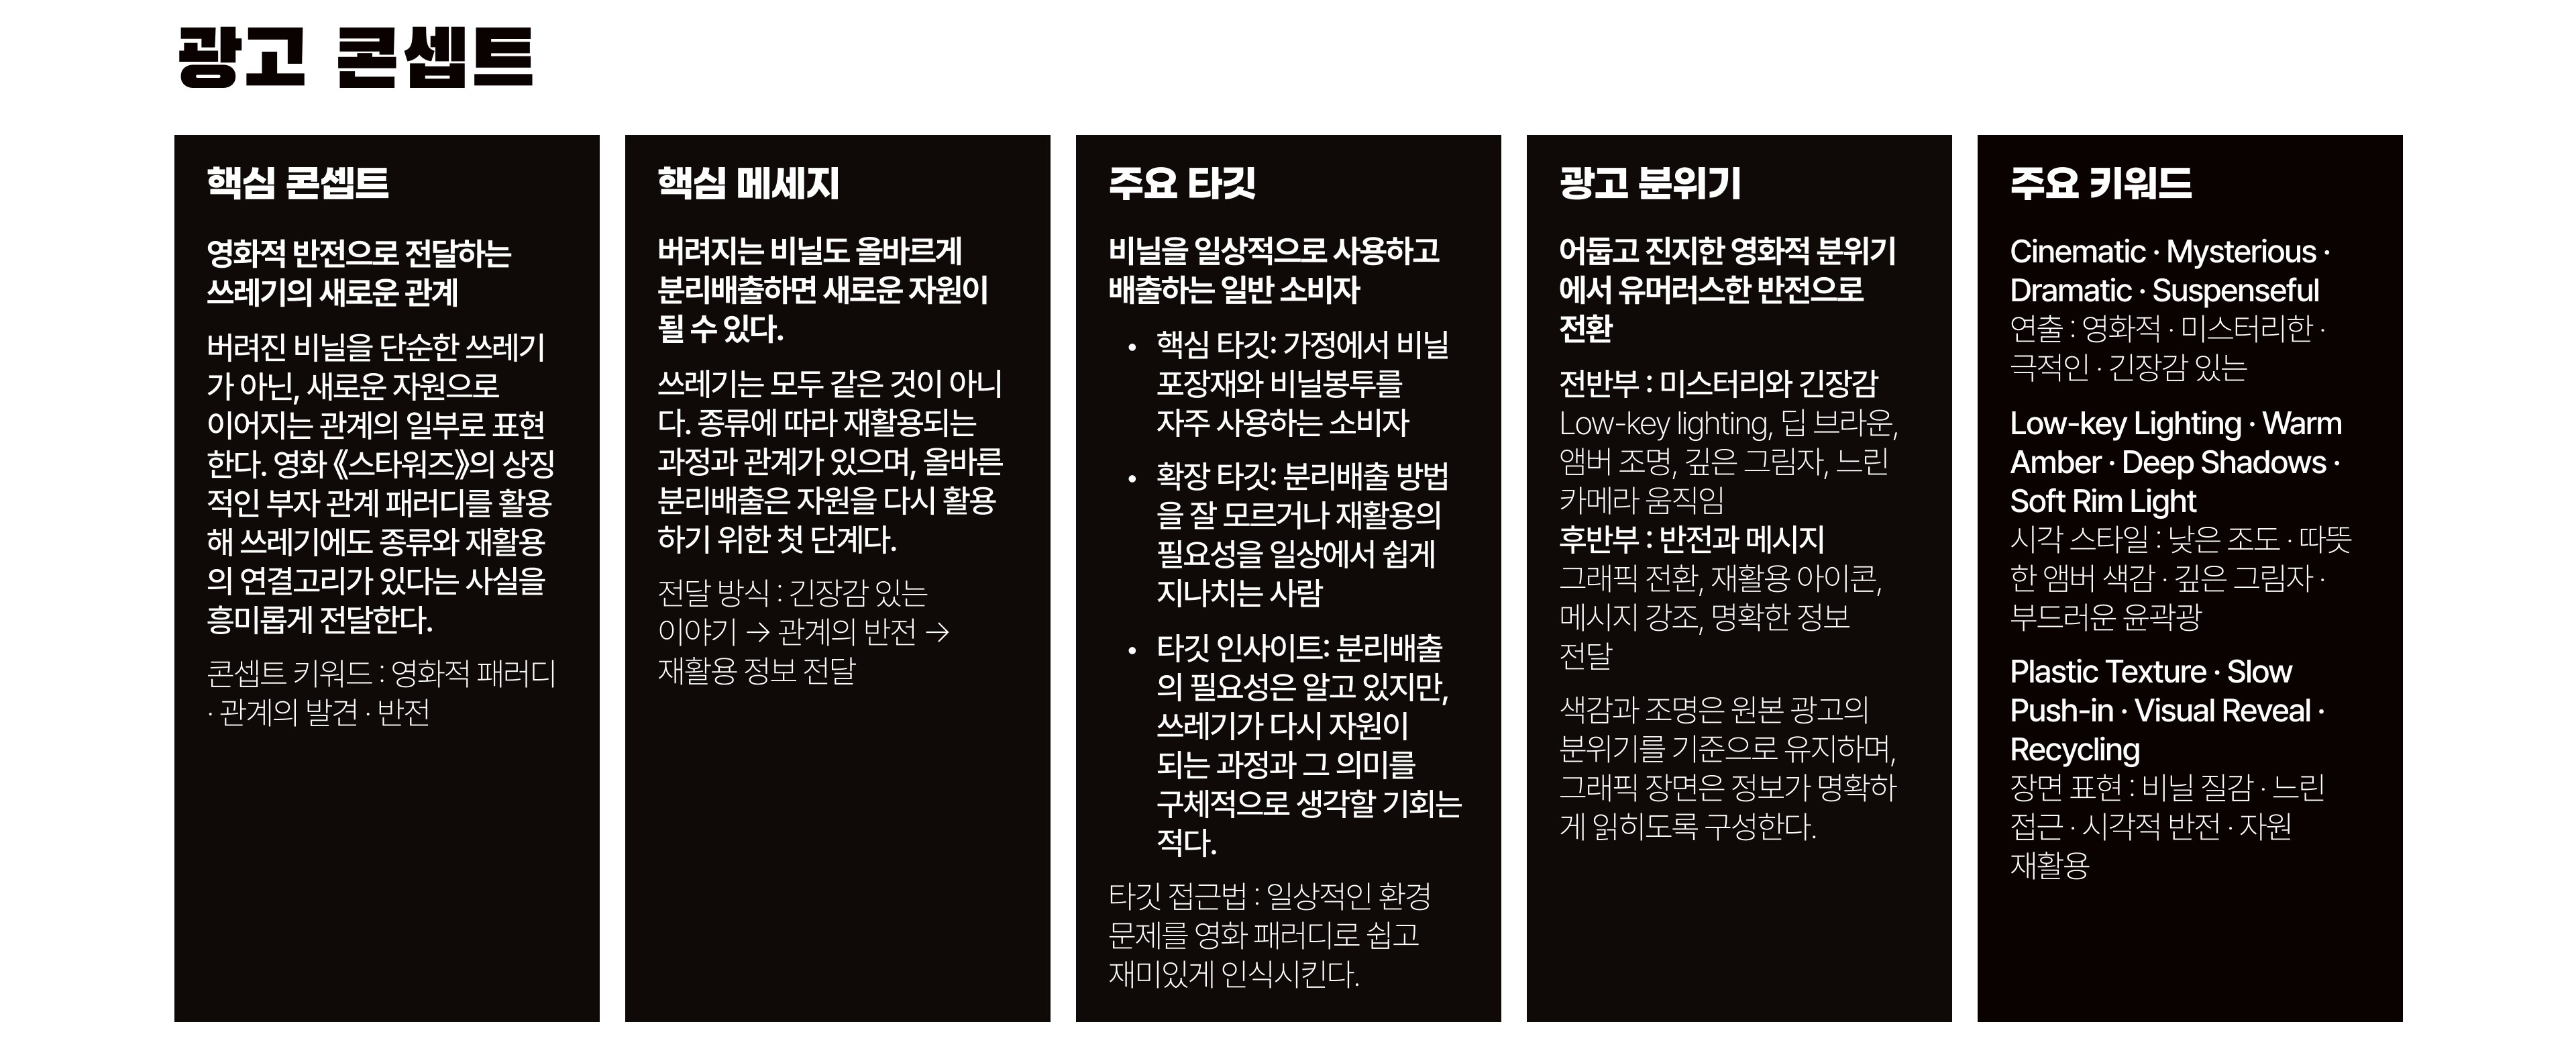 광고 콘셉트
핵심 콘셉트
영화적 반전으로 전달하는
쓰레기의 새로운 관계
버려진 비닐을 단순한 쓰레기
가 아닌, 새로운 자원으로
이어지는 관계의 일부로 표현
한다. 영화 《스타워즈》의 상징
적인 부자 관계 패러디를 활용
해 쓰레기에도 종류와 재활용
의 연결고리가 있다는 사실을
흥미롭게 전달한다.
콘셉트 키워드 : 영화적 패러디
· 관계의 발견 · 반전
핵심 메세지
버려지는 비닐도 올바르게
분리배출하면 새로운 자원이
될 수 있다.
쓰레기는 모두 같은 것이 아니
다. 종류에 따라 재활용되는
과정과 관계가 있으며, 올바른
분리배출은 자원을 다시 활용
하기 위한 첫 단계다.
전달 방식 : 긴장감 있는
이야기 → 관계의 반전 →
재활용 정보 전달
주요 타깃
비닐을 일상적으로 사용하고
배출하는 일반 소비자
• 핵심 타깃: 가정에서 비닐
포장재와 비닐봉투를
자주 사용하는 소비자
• 확장 타깃: 분리배출 방법
을 잘 모르거나 재활용의
필요성을 일상에서 쉽게
지나치는 사람
• 타깃 인사이트: 분리배출
의 필요성은 알고 있지만,
쓰레기가 다시 자원이
되는 과정과 그 의미를
구체적으로 생각할 기회는
적다.
타깃 접근법 : 일상적인 환경
문제를 영화 패러디로 쉽고
재미있게 인식시킨다.
광고 분위기
어둡고 진지한 영화적 분위기
에서 유머러스한 반전으로
전환
전반부 : 미스터리와 긴장감
Low-key lighting, 딥 브라운,
앰버 조명, 깊은 그림자, 느린
카메라 움직임
후반부 : 반전과 메시지
그래픽 전환, 재활용 아이콘,
메시지 강조, 명확한 정보
전달
색감과 조명은 원본 광고의
분위기를 기준으로 유지하며,
그래픽 장면은 정보가 명확하
게 읽히도록 구성한다.
주요 키워드
Cinematic · Mysterious ·
Dramatic · Suspenseful
연출 : 영화적 · 미스터리한 ·
극적인 · 긴장감 있는
Low-key Lighting · Warm
Amber · Deep Shadows ·
Soft Rim Light
시각 스타일 : 낮은 조도 · 따뜻
한 앰버 색감 · 깊은 그림자 ·
부드러운 윤곽광
Plastic Texture · Slow
Push-in · Visual Reveal ·
Recycling
장면 표현 : 비닐 질감 · 느린
접근 · 시각적 반전 · 자원
재활용